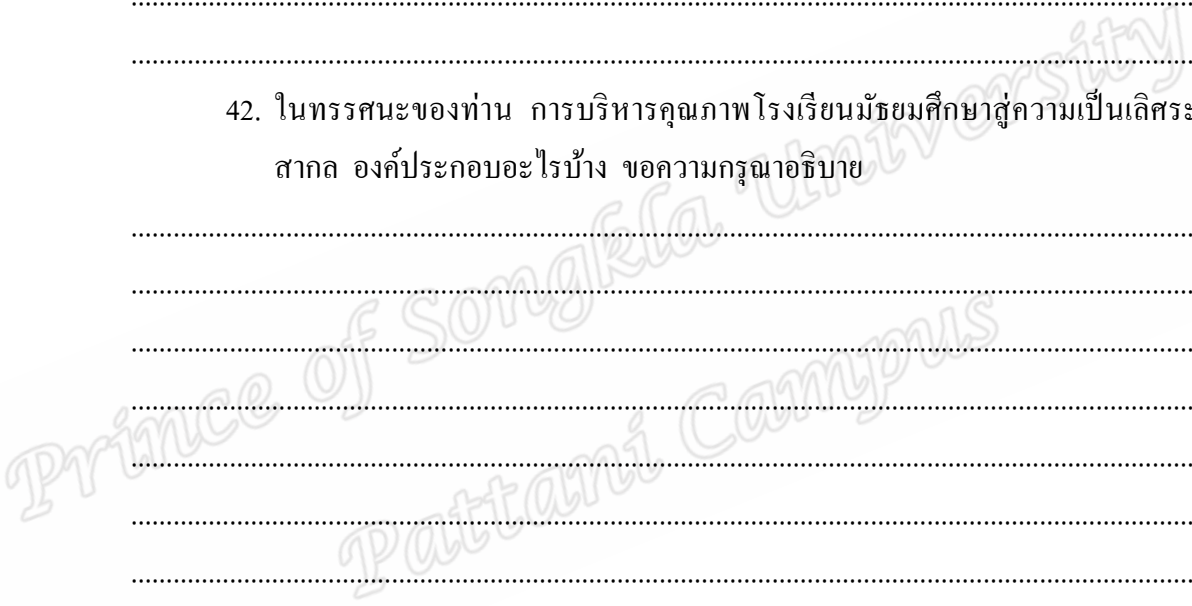 42. ในทรรศนะของท่าน การบริหารคุณภาพโรงเรียนมัธยมศึกษาสู่ความเป็นเลิศระ
สากล องค์ประกอบอะไรบ้าง ขอความกรุณาอธิบาย
Prince of Songkla University
Pattani Campus